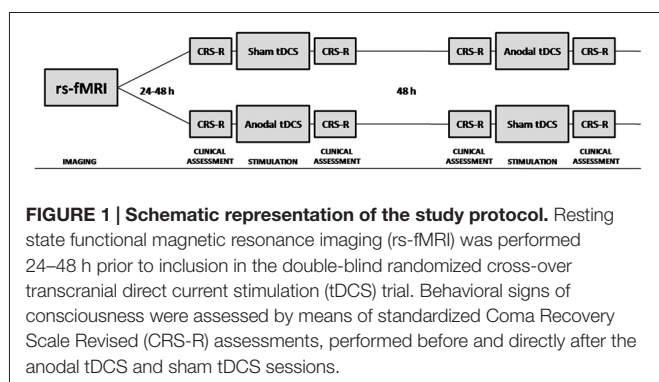 CRS-R Sham tDCS CRS-R CRS-R Anodal tDCS CRS-R
rs-fMRI 24-48 h 48 h
CRS-R Anodal tDCS CRS-R CRS-R Sham tDCS CRS-R
IMAGING CLINICAL ASSESSMENT STIMULATION CLINICAL ASSESSMENT CLINICAL ASSESSMENT STIMULATION CLINICAL ASSESSMENT
FIGURE 1 | Schematic representation of the study protocol. Resting
state functional magnetic resonance imaging (rs-fMRI) was performed
24–48 h prior to inclusion in the double-blind randomized cross-over
transcranial direct current stimulation (tDCS) trial. Behavioral signs of
consciousness were assessed by means of standardized Coma Recovery
Scale Revised (CRS-R) assessments, performed before and directly after the
anodal tDCS and sham tDCS sessions.